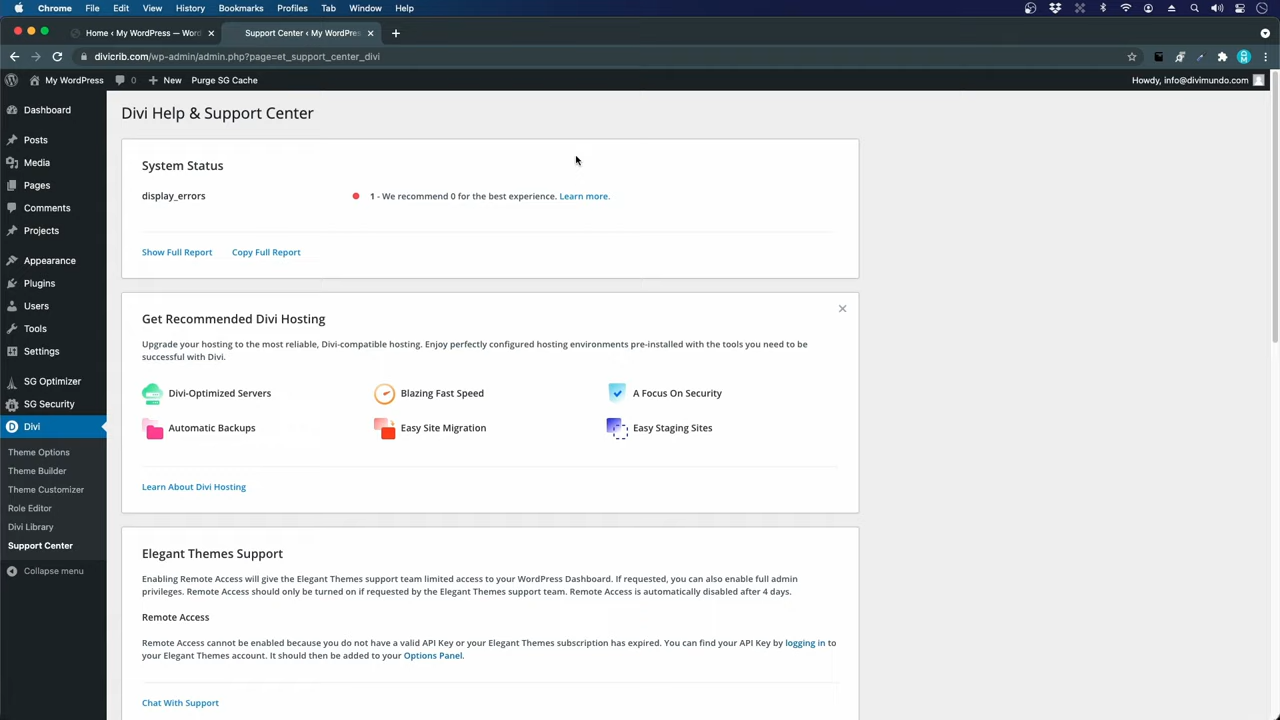 Chrome File Edit View History Bookmarks Profiles Tab Window Help
Home ‹ My WordPress — Word
Support Center ‹ My WordPres
divicrib.com/wp-admin/admin.php?page=et_support_center_divi
My WordPress 0 New Purge SG Cache Howdy, info@divimundo.com
Dashboard
Posts
Media
Pages
Comments
Projects
Appearance
Plugins
Users
Tools
Settings
SG Optimizer
SG Security
Divi
Theme Options
Theme Builder
Theme Customizer
Role Editor
Divi Library
Support Center
Collapse menu
Divi Help & Support Center
System Status
display_errors 1 - We recommend 0 for the best experience. Learn more.
Show Full Report Copy Full Report
Get Recommended Divi Hosting
Upgrade your hosting to the most reliable, Divi-compatible hosting. Enjoy perfectly configured hosting environments pre-installed with the tools you need to be
successful with Divi.
Divi-Optimized Servers Blazing Fast Speed A Focus On Security
Automatic Backups Easy Site Migration Easy Staging Sites
Learn About Divi Hosting
Elegant Themes Support
Enabling Remote Access will give the Elegant Themes support team limited access to your WordPress Dashboard. If requested, you can also enable full admin
privileges. Remote Access should only be turned on if requested by the Elegant Themes support team. Remote Access is automatically disabled after 4 days.
Remote Access
Remote Access cannot be enabled because you do not have a valid API Key or your Elegant Themes subscription has expired. You can find your API Key by logging in to
your Elegant Themes account. It should then be added to your Options Panel.
Chat With Support